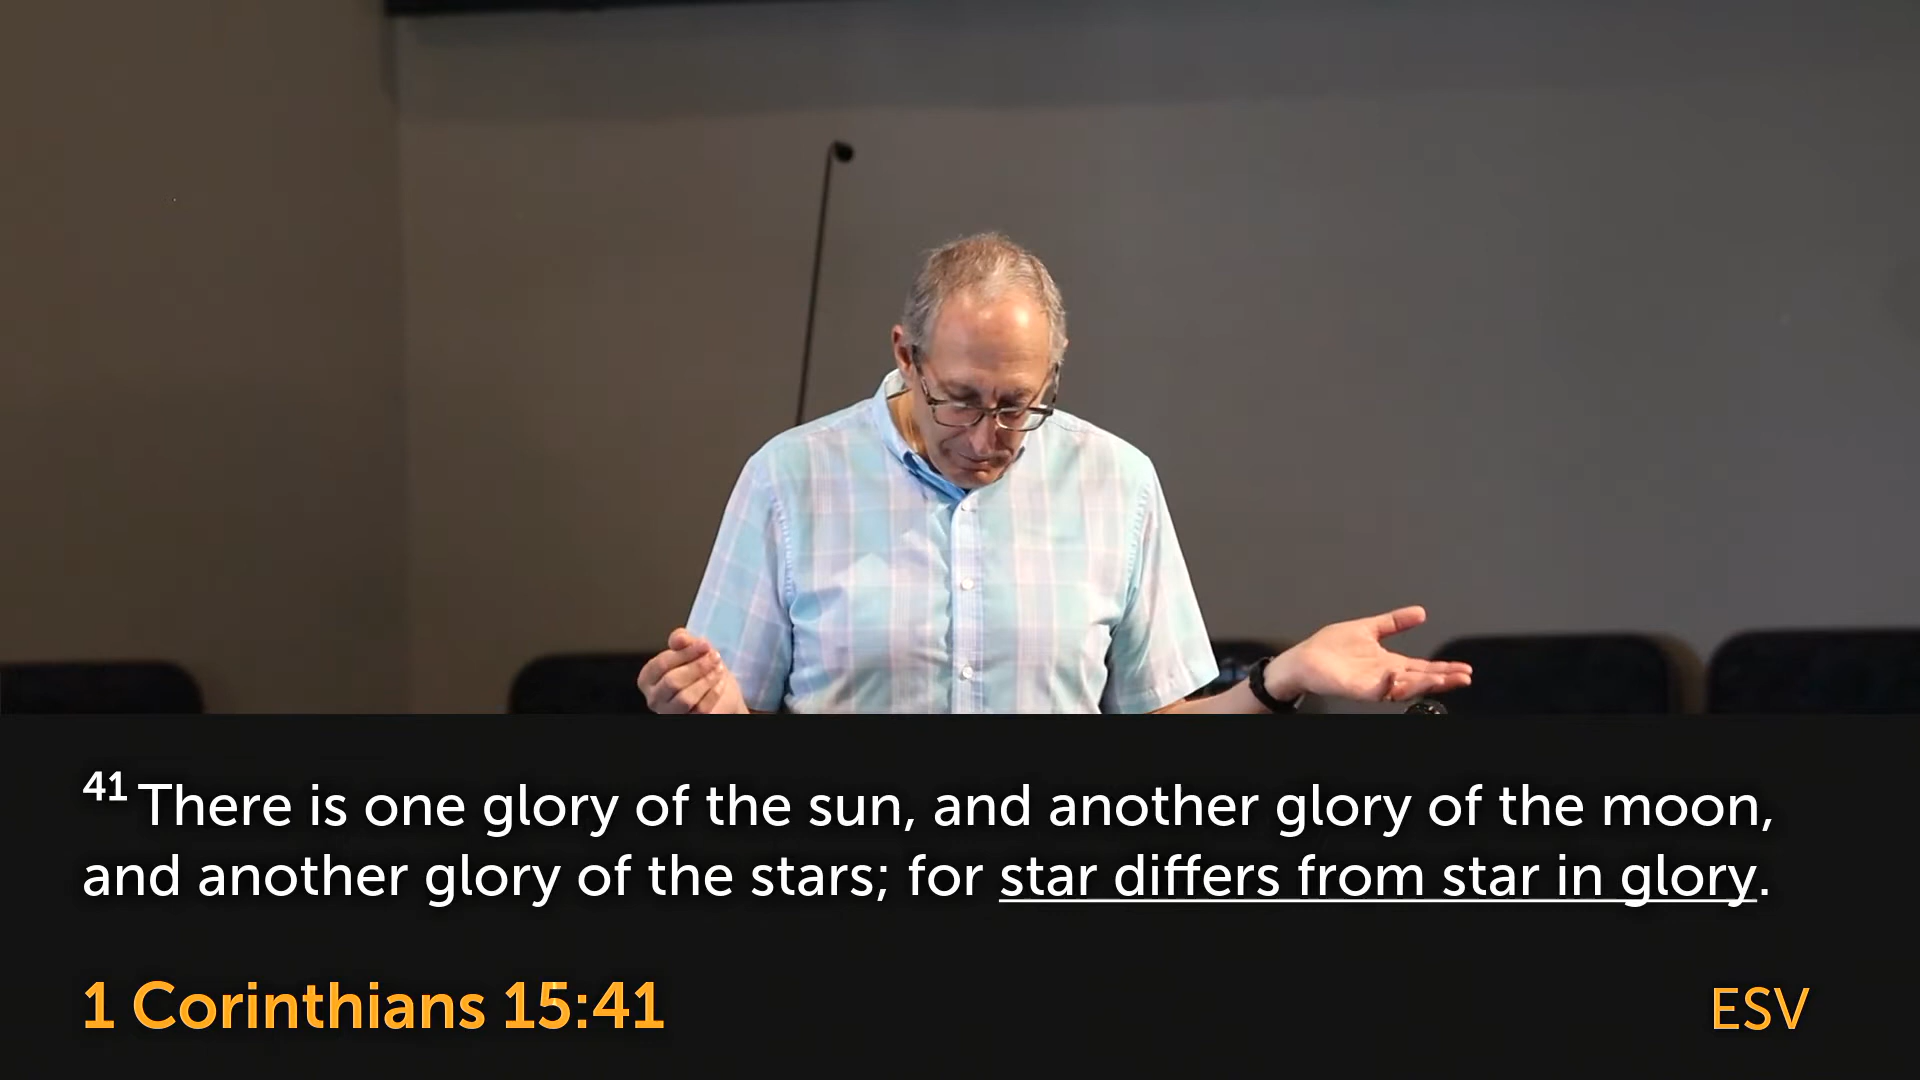 41 There is one glory of the sun, and another glory of the moon,
and another glory of the stars; for star differs from star in glory.
1 Corinthians 15:41
ESV